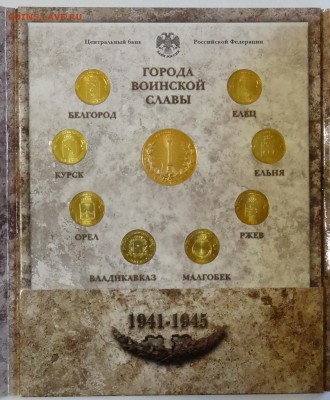 Центральный банк Российской Федерации
ГОРОДА
ВОИНСКОЙ
СЛАВЫ
БЕЛГОРОД
ЕЛЕЦ
КУРСК
ЕЛЬНЯ
ОРЕЛ
РЖЕВ
ВЛАДИКАВКАЗ
МАЛГОБЕК
1941-1945